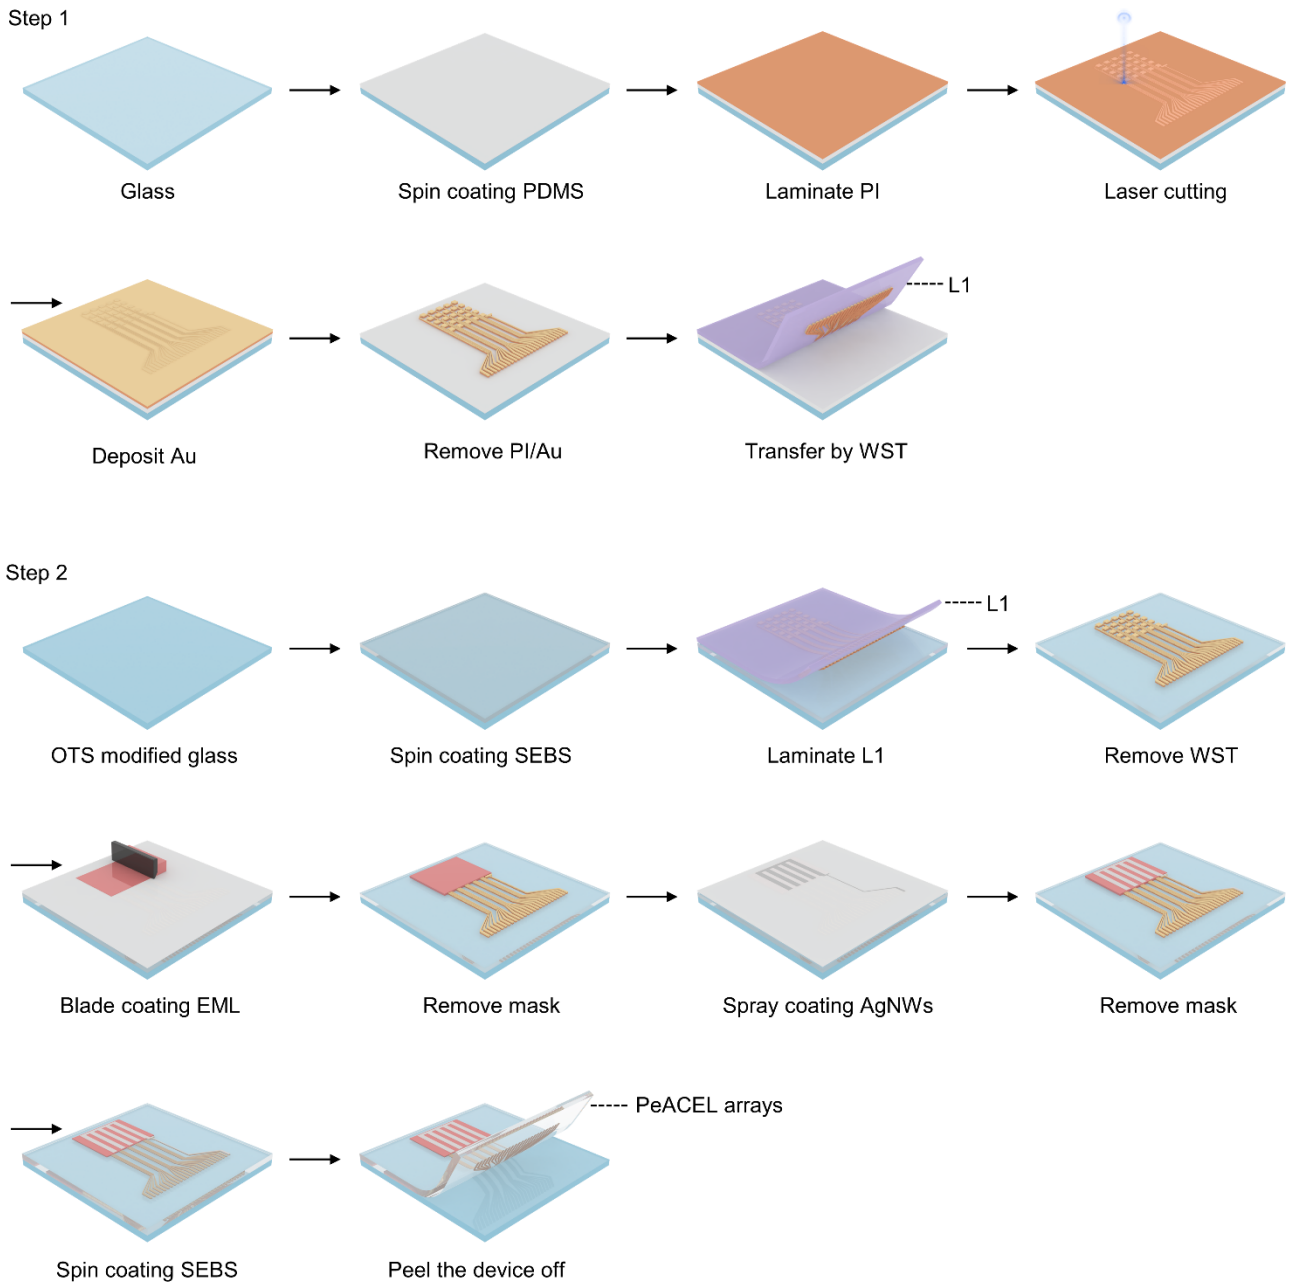 Step 1
Glass
Spin coating PDMS
Laminate PI
Laser cutting
L1
Deposit Au
Remove PI/Au
Transfer by WST
Step 2
L1
OTS modified glass
Spin coating SEBS
Laminate L1
Remove WST
Blade coating EML
Remove mask
Spray coating AgNWs
Remove mask
PeACEL arrays
Spin coating SEBS
Peel the device off